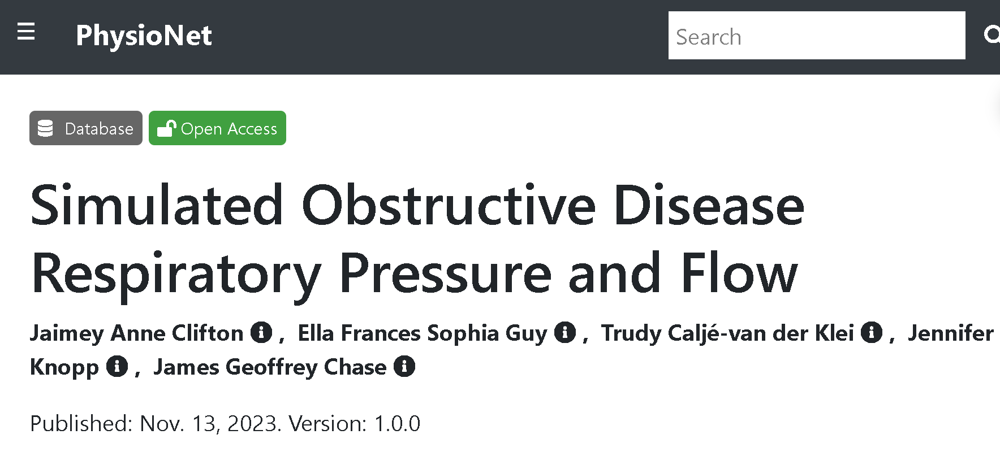 PhysioNet
Search
Database
Open Access
Simulated Obstructive Disease
Respiratory Pressure and Flow
Jaimey Anne Clifton , Ella Frances Sophia Guy , Trudy Caljé-van der Klei , Jennifer
Knopp , James Geoffrey Chase
Published: Nov. 13, 2023. Version: 1.0.0